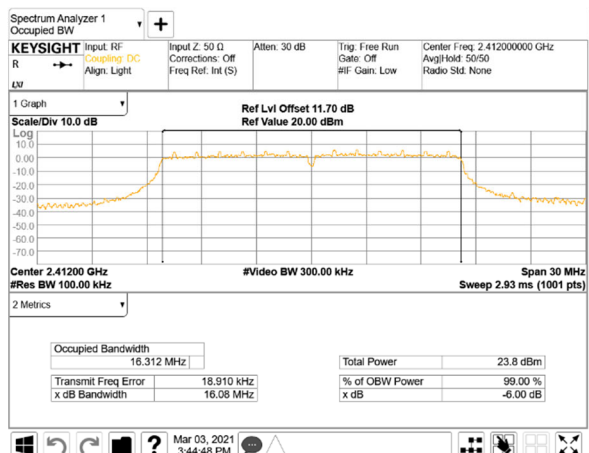 Spectrum Analyzer 1
Occupied BW
KEYSIGHT Input: RF Input Z: 50 Ω Atten: 30 dB Trig: Free Run Center Freq: 2.412000000 GHz
R Coupling: DC Corrections: Off Gate: Off Avg|Hold: 50/50
Align: Light Freq Ref: Int (S) #IF Gain: Low Radio Std: None
LXI
1 Graph
Ref Lvl Offset 11.70 dB
Scale/Div 10.0 dB Ref Value 20.00 dBm
Log
10.0
0.00
-10.0
-20.0
-30.0
-40.0
-50.0
-60.0
-70.0
Center 2.41200 GHz #Video BW 300.00 kHz Span 30 MHz
#Res BW 100.00 kHz Sweep 2.93 ms (1001 pts)
2 Metrics
Occupied Bandwidth
16.312 MHz Total Power 23.8 dBm
Transmit Freq Error 18.910 kHz % of OBW Power 99.00 %
x dB Bandwidth 16.08 MHz x dB -6.00 dB
? Mar 03, 2021
3:44:48 PM